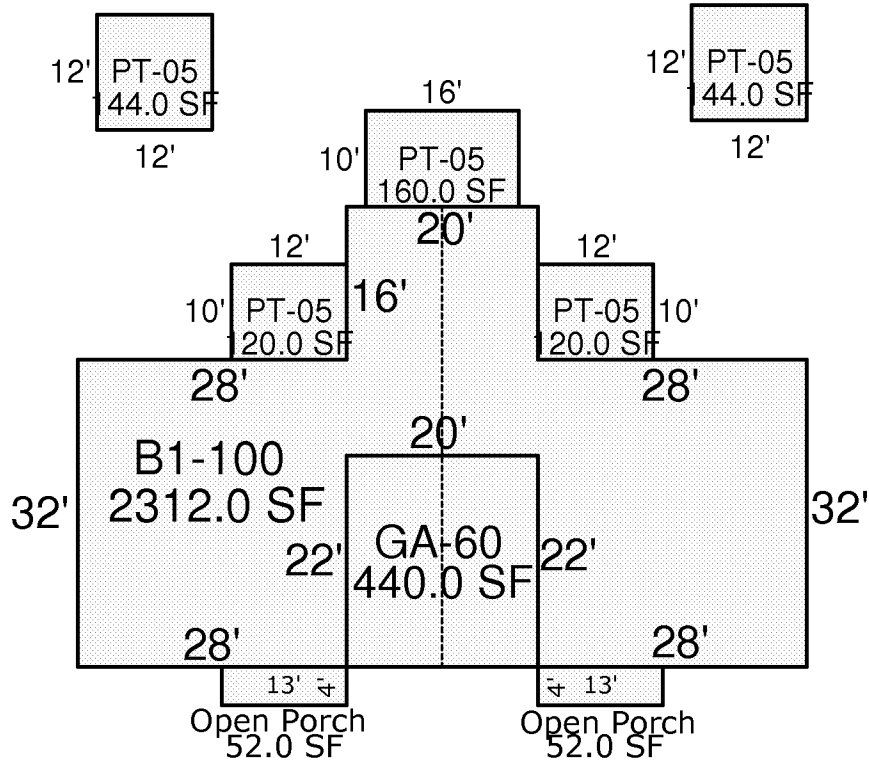 12'
PT-05
144.0 SF
12'
12'
PT-05
144.0 SF
12'
16'
10'
PT-05
160.0 SF
20'
12'
10'
PT-05
120.0 SF
16'
12'
PT-05
120.0 SF
10'
28'
28'
20'
B1-100
2312.0 SF
32'
32'
22'
GA-60
440.0 SF
22'
28'
28'
13'
4'
4'
13'
Open Porch
52.0 SF
Open Porch
52.0 SF